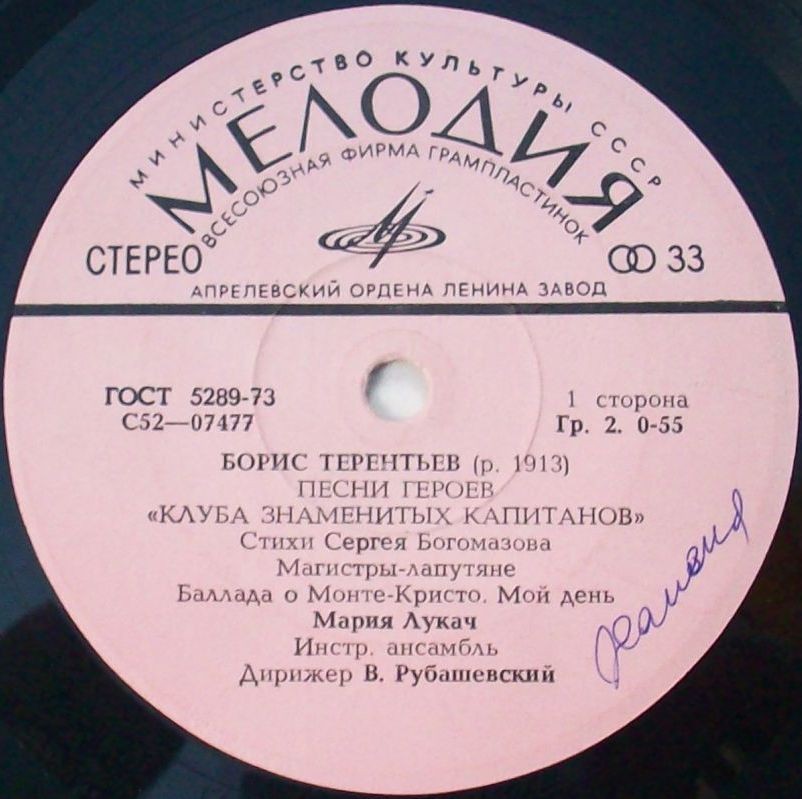 МИНИСТЕРСТВО КУЛЬТУРЫ СССР
МЕЛОДИЯ
ВСЕСОЮЗНАЯ ФИРМА ГРАМПЛАСТИНОК
СТЕРЕО 33
АПРЕЛЕВСКИЙ ОРДЕНА ЛЕНИНА ЗАВОД
ГОСТ 5289-73 1 сторона
С52—07477 Гр. 2. 0-55
БОРИС ТЕРЕНТЬЕВ (р. 1913)
ПЕСНИ ГЕРОЕВ
«КЛУБА ЗНАМЕНИТЫХ КАПИТАНОВ»
Стихи Сергея Богомазова
Магистры-лапутяне
Баллада о Монте-Кристо. Мой день
Мария Лукач
Инстр. ансамбль
Дирижер В. Рубашевский